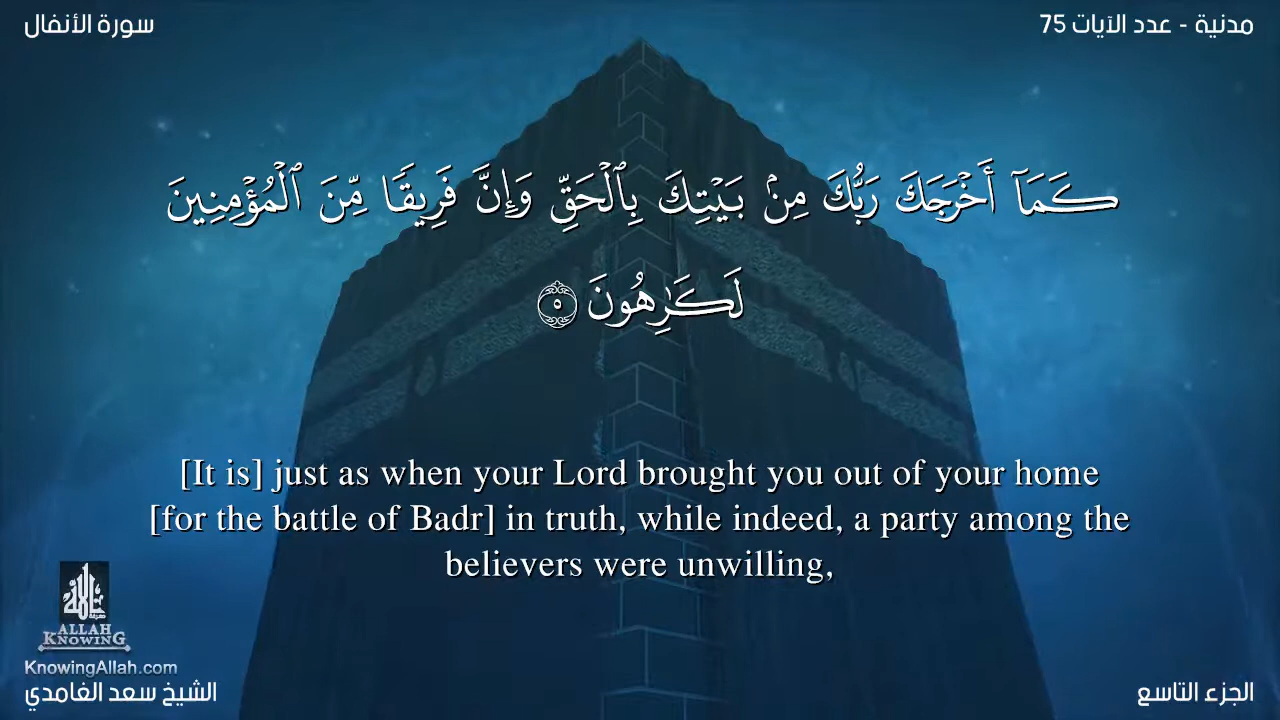 سورة الأنفال
مدنية - عدد الآيات 75
كَمَآ أَخْرَجَكَ رَبُّكَ مِنۢ بَيْتِكَ بِٱلْحَقِّ وَإِنَّ فَرِيقًا مِّنَ ٱلْمُؤْمِنِينَ
لَكَـٰرِهُونَ ۝٥
[It is] just as when your Lord brought you out of your home
[for the battle of Badr] in truth, while indeed, a party among the
believers were unwilling,
ALLAH
KNOWING
KnowingAllah.com
الشيخ سعد الغامدي
الجزء التاسع